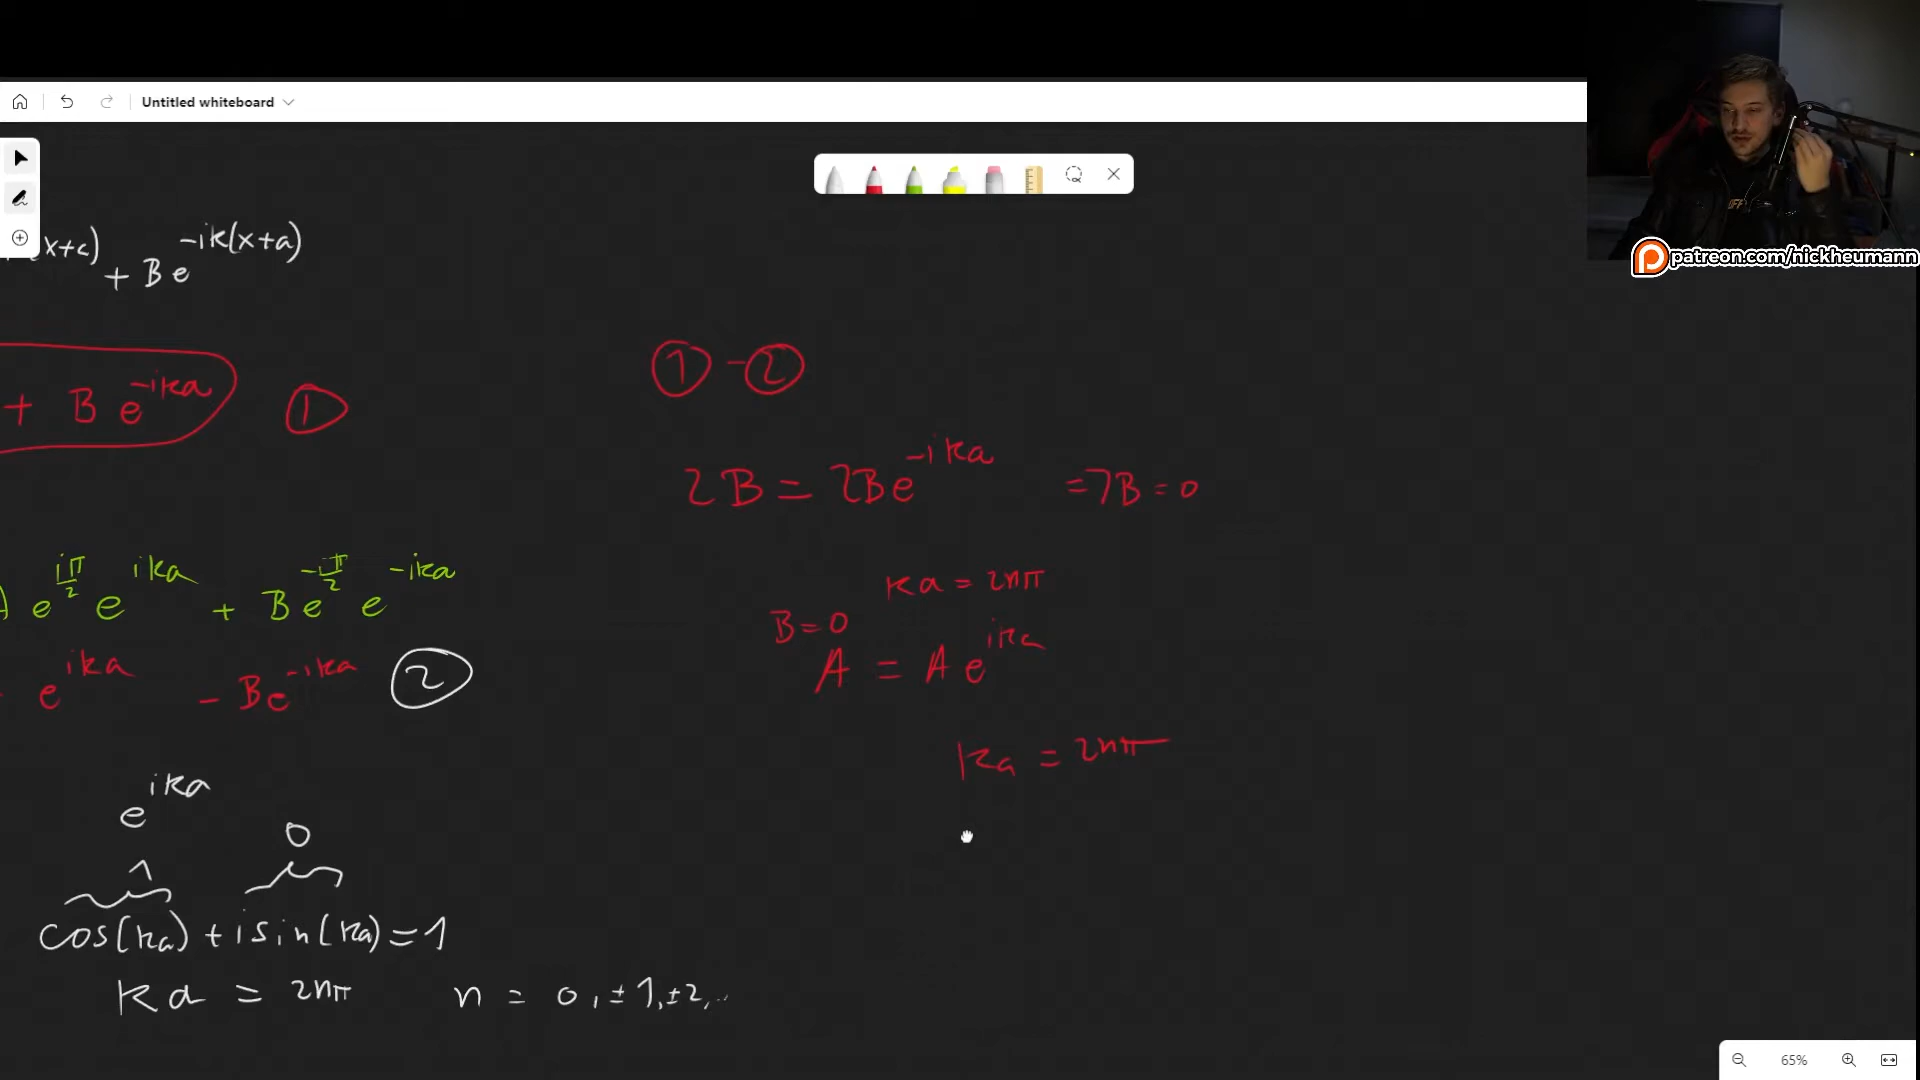 Untitled whiteboard
patreon.com/nickheumann
x+a) + B e^{-ik(x+a)}
+ B e^{-ika} ①
① - ②
2B = 2Be^{-ika} => B = 0
A e^{iπ/2} e^{ika} + B e^{-iπ/2} e^{-ika}
e^{ika} - Be^{-ika} ②
ka = 2nπ
B = 0
A = A e^{ika}
ka = 2nπ
e^{ika}
1 0
cos(ka) + i sin(ka) = 1
ka = 2nπ n = 0, ±1, ±2, ..
65%